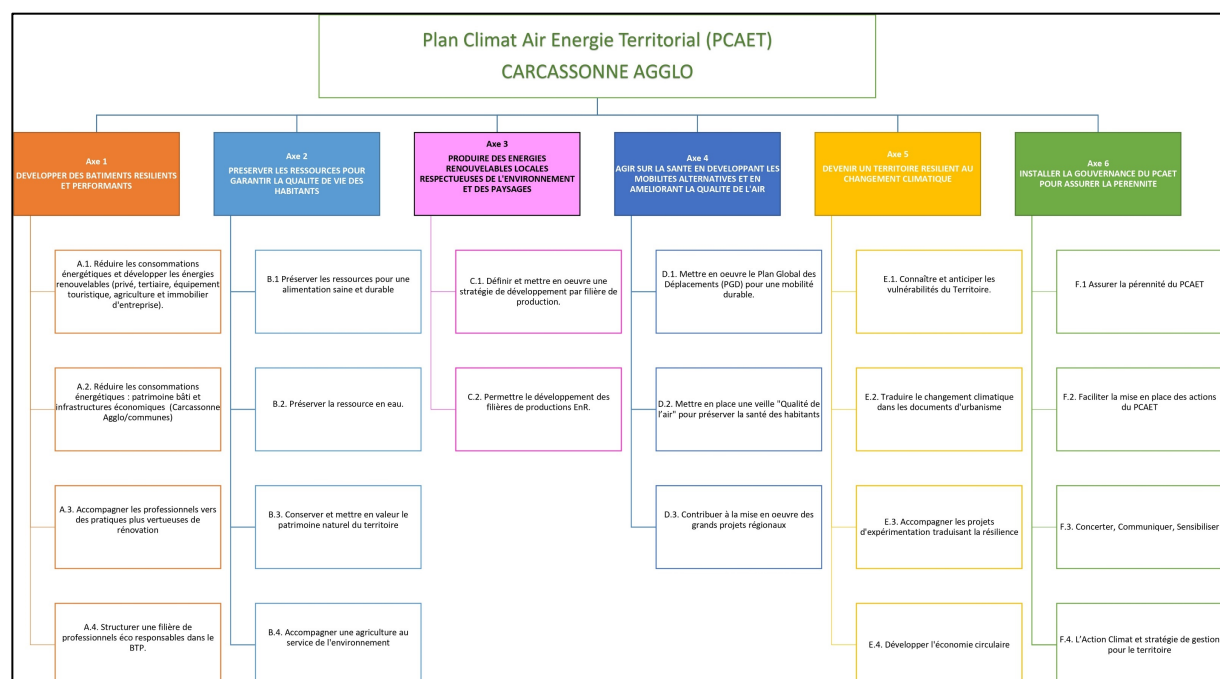 Plan Climat Air Energie Territorial (PCAET)
CARCASSONNE AGGLO
Axe 1
DEVELOPPER DES BATIMENTS RESILIENTS
ET PERFORMANTS
Axe 2
PRESERVER LES RESSOURCES POUR
GARANTIR LA QUALITE DE VIE DES
HABITANTS
Axe 3
PRODUIRE DES ENERGIES
RENOUVELABLES LOCALES
RESPECTUEUSES DE L'ENVIRONNEMENT
ET DES PAYSAGES
Axe 4
AGIR SUR LA SANTE EN DEVELOPPANT LES
MOBILITES ALTERNATIVES ET EN
AMELIORANT LA QUALITE DE L'AIR
Axe 5
DEVENIR UN TERRITOIRE RESILIENT AU
CHANGEMENT CLIMATIQUE
Axe 6
INSTALLER LA GOUVERNANCE DU PCAET
POUR ASSURER LA PERENNITE
A.1. Réduire les consommations
énergétiques et développer les énergies
renouvelables (privé, tertiaire, équipement
touristique, agriculture et immobilier
d'entreprise).
B.1 Préserver les ressources pour une
alimentation saine et durable
C.1. Définir et mettre en oeuvre une
stratégie de développement par filière de
production.
D.1. Mettre en oeuvre le Plan Global des
Déplacements (PGD) pour une mobilité
durable.
E.1. Connaître et anticiper les
vulnérabilités du Territoire.
F.1 Assurer la pérennité du PCAET
A.2. Réduire les consommations
énergétiques : patrimoine bâti et
infrastructures économiques (Carcassonne
Agglo/communes)
B.2. Préserver la ressource en eau.
C.2. Permettre le développement des
filières de productions EnR.
D.2. Mettre en place une veille "Qualité de
l'air" pour préserver la santé des habitants
E.2. Traduire le changement climatique
dans les documents d'urbanisme
F.2. Faciliter la mise en place des actions
du PCAET
A.3. Accompagner les professionnels vers
des pratiques plus vertueuses de
rénovation
B.3. Conserver et mettre en valeur le
patrimoine naturel du territoire
D.3. Contribuer à la mise en oeuvre des
grands projets régionaux
E.3. Accompagner les projets
d'expérimentation traduisant la résilience
F.3. Concerter, Communiquer, Sensibiliser
A.4. Structurer une filière de
professionnels éco responsables dans le
BTP.
B.4. Accompagner une agriculture au
service de l'environnement
E.4. Développer l'économie circulaire
F.4. L'Action Climat et stratégie de gestion
pour le territoire